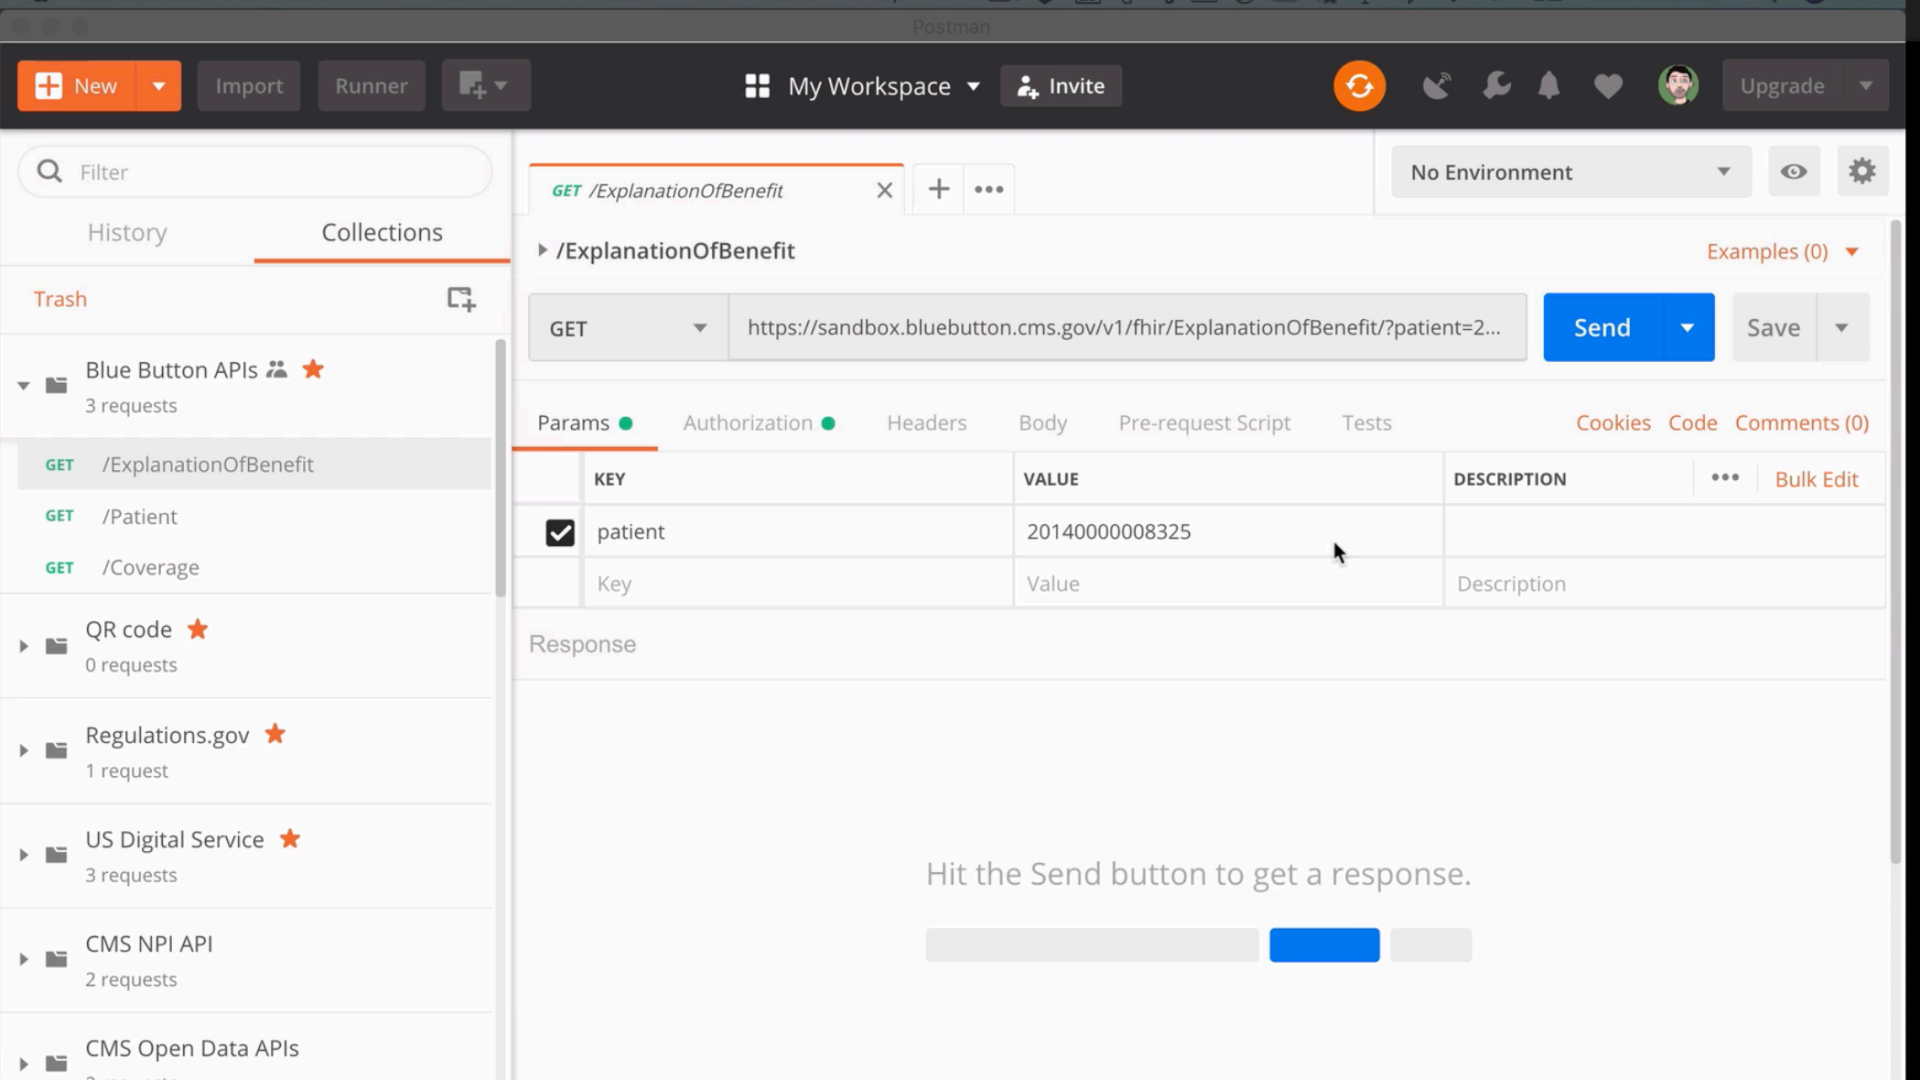 Postman
New
Import
Runner
My Workspace
Invite
Upgrade
Filter
History
Collections
Trash
Blue Button APIs
3 requests
GET /ExplanationOfBenefit
GET /Patient
GET /Coverage
QR code
0 requests
Regulations.gov
1 request
US Digital Service
3 requests
CMS NPI API
2 requests
CMS Open Data APIs
GET /ExplanationOfBenefit
No Environment
/ExplanationOfBenefit
Examples (0)
GET
https://sandbox.bluebutton.cms.gov/v1/fhir/ExplanationOfBenefit/?patient=2...
Send
Save
Params
Authorization
Headers
Body
Pre-request Script
Tests
Cookies
Code
Comments (0)
KEY
VALUE
DESCRIPTION
Bulk Edit
patient
20140000008325
Key
Value
Description
Response
Hit the Send button to get a response.